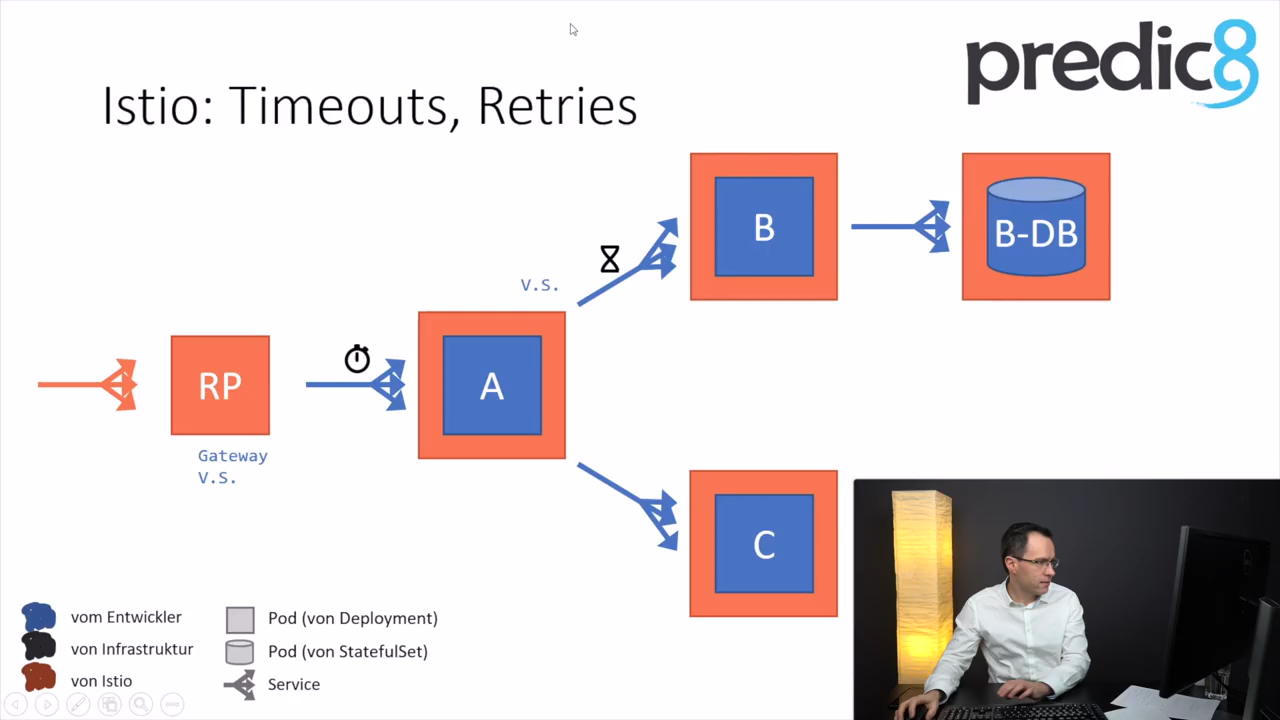 predic8
Istio: Timeouts, Retries
B
B-DB
V.S.
RP
A
Gateway
V.S.
C
vom Entwickler
von Infrastruktur
von Istio
Pod (von Deployment)
Pod (von StatefulSet)
Service